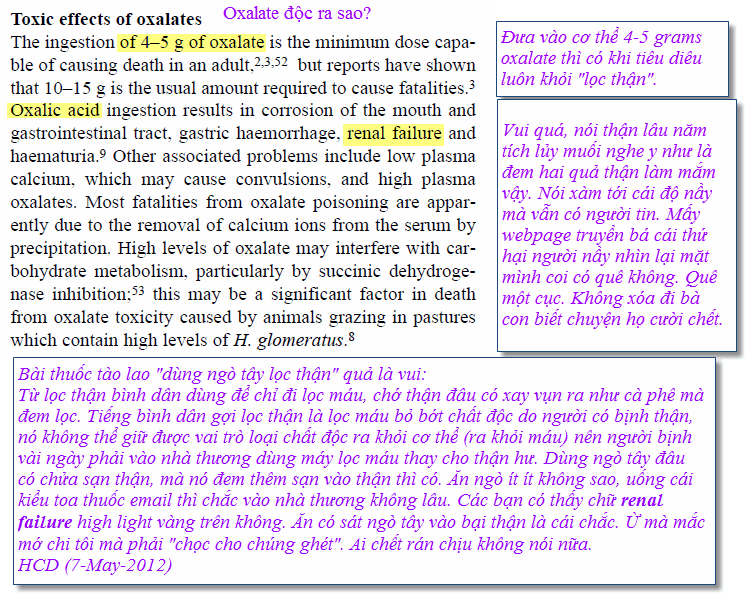 Toxic effects of oxalates
Oxalate độc ra sao?
The ingestion of 4–5 g of oxalate is the minimum dose capa-
ble of causing death in an adult,2,3,52 but reports have shown
that 10–15 g is the usual amount required to cause fatalities.3
Oxalic acid ingestion results in corrosion of the mouth and
gastrointestinal tract, gastric haemorrhage, renal failure and
haematuria.9 Other associated problems include low plasma
calcium, which may cause convulsions, and high plasma
oxalates. Most fatalities from oxalate poisoning are appar-
ently due to the removal of calcium ions from the serum by
precipitation. High levels of oxalate may interfere with car-
bohydrate metabolism, particularly by succinic dehydroge-
nase inhibition;53 this may be a significant factor in death
from oxalate toxicity caused by animals grazing in pastures
which contain high levels of H. glomeratus.8
Đưa vào cơ thể 4-5 grams
oxalate thì có khi tiêu diêu
luôn khỏi "lọc thận".
Vui quá, nói thận lâu năm
tích lủy muối nghe y như là
đem hai quả thận làm mắm
vậy. Nói xàm tới cái độ nầy
mà vẫn có người tin. Mấy
webpage truyền bá cái thứ
hại người nầy nhìn lại mặt
mình coi có quê không. Quê
một cục. Không xóa đi bà
con biết chuyện họ cười chết.
Bài thuốc tào lao "dùng ngò tây lọc thận" quả là vui:
Từ lọc thận bình dân dùng để chỉ đi lọc máu, chớ thận đâu có xay vụn ra như cà phê mà
đem lọc. Tiếng bình dân gợi lọc thận là lọc máu bỏ bớt chất độc do người có bịnh thận,
nó không thể giữ được vai trò loại chất độc ra khỏi cơ thể (ra khỏi máu) nên người bịnh
vài ngày phải vào nhà thương dùng máy lọc máu thay cho thận hư. Dùng ngò tây đâu
có chữa sạn thận, mà nó đem thêm sạn vào thận thì có. Ăn ngò ít ít không sao, uống cái
kiểu toa thuốc email thì chắc vào nhà thương không lâu. Các bạn có thấy chữ renal
failure high light vàng trên không. Ăn có sát ngò tây vào bại thận là cái chắc. Ừ mà mắc
mớ chi tôi mà phải "chọc cho chúng ghét". Ai chết rán chịu không nói nữa.
HCD (7-May-2012)